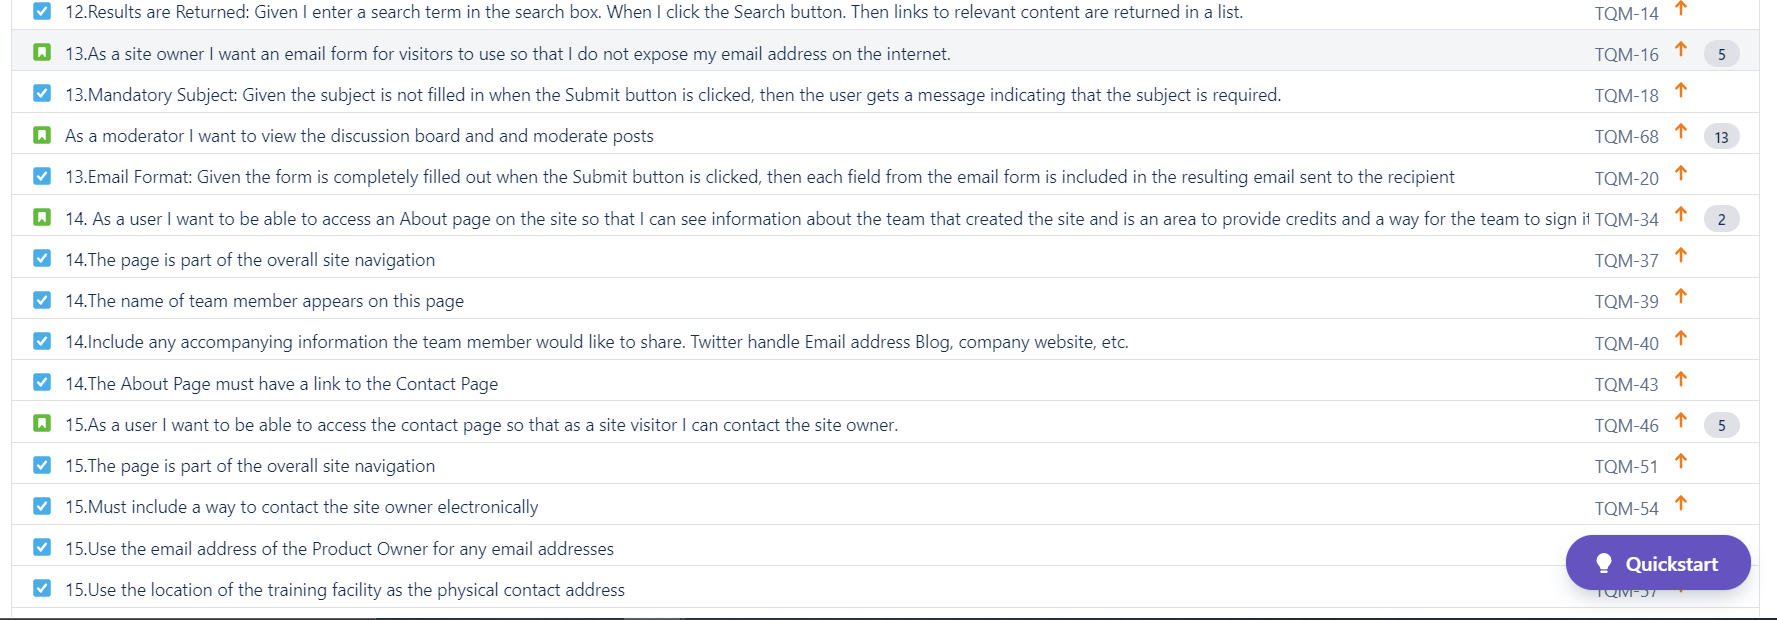 12.Results are Returned: Given I enter a search term in the search box. When I click the Search button. Then links to relevant content are returned in a list. TQM-14
13.As a site owner I want an email form for visitors to use so that I do not expose my email address on the internet. TQM-16 5
13.Mandatory Subject: Given the subject is not filled in when the Submit button is clicked, then the user gets a message indicating that the subject is required. TQM-18
As a moderator I want to view the discussion board and and moderate posts TQM-68 13
13.Email Format: Given the form is completely filled out when the Submit button is clicked, then each field from the email form is included in the resulting email sent to the recipient TQM-20
14. As a user I want to be able to access an About page on the site so that I can see information about the team that created the site and is an area to provide credits and a way for the team to sign it TQM-34 2
14.The page is part of the overall site navigation TQM-37
14.The name of team member appears on this page TQM-39
14.Include any accompanying information the team member would like to share. Twitter handle Email address Blog, company website, etc. TQM-40
14.The About Page must have a link to the Contact Page TQM-43
15.As a user I want to be able to access the contact page so that as a site visitor I can contact the site owner. TQM-46 5
15.The page is part of the overall site navigation TQM-51
15.Must include a way to contact the site owner electronically TQM-54
15.Use the email address of the Product Owner for any email addresses
Quickstart
15.Use the location of the training facility as the physical contact address TQM-57